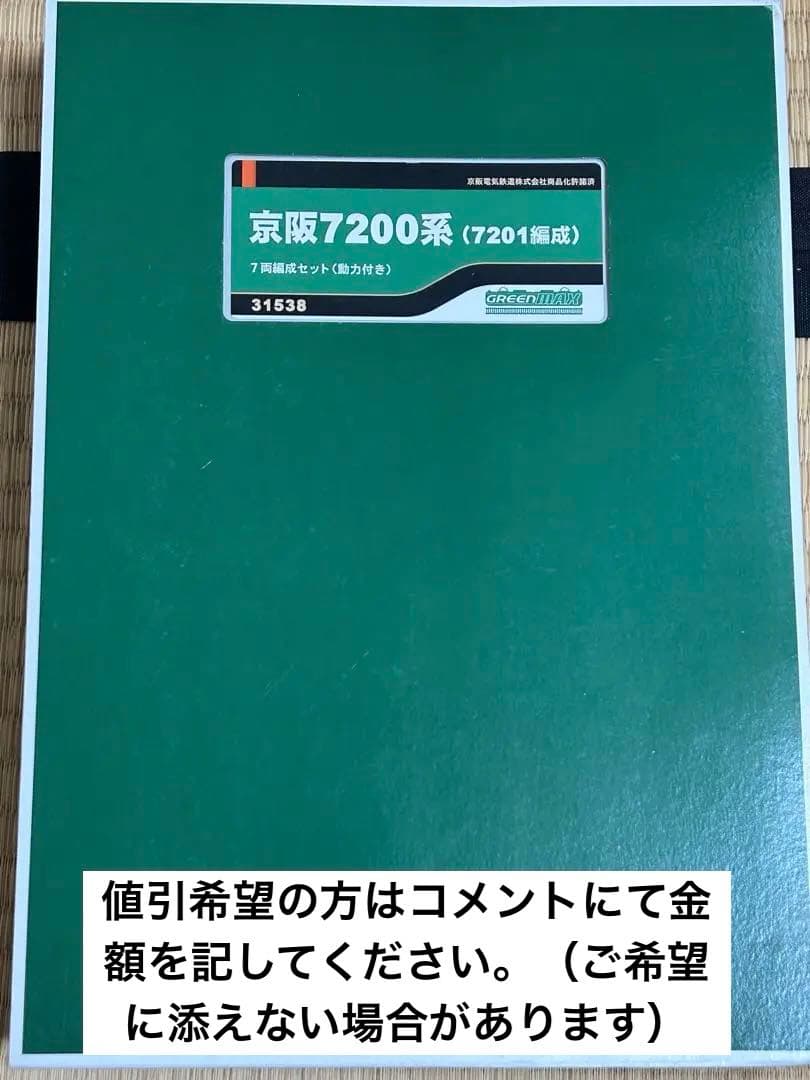 京阪電気鉄道株式会社商品化許諾済
京阪7200系(7201編成)
7両編成セット(動力付き)
31538
GREENMAX
値引希望の方はコメントにて金
額を記してください。（ご希望
に添えない場合があります）